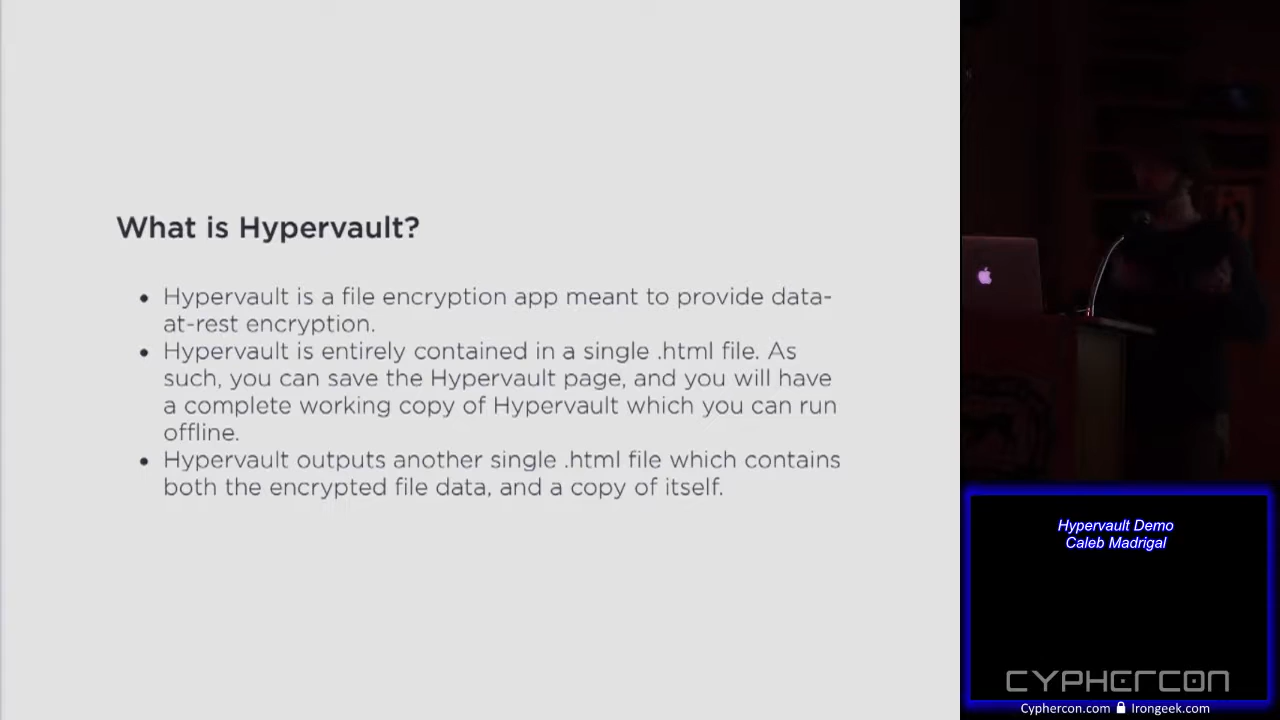 What is Hypervault?
• Hypervault is a file encryption app meant to provide data-
at-rest encryption.
• Hypervault is entirely contained in a single .html file. As
such, you can save the Hypervault page, and you will have
a complete working copy of Hypervault which you can run
offline.
• Hypervault outputs another single .html file which contains
both the encrypted file data, and a copy of itself.
Hypervault Demo
Caleb Madrigal
CYPHERCON
Cyphercon.com Irongeek.com